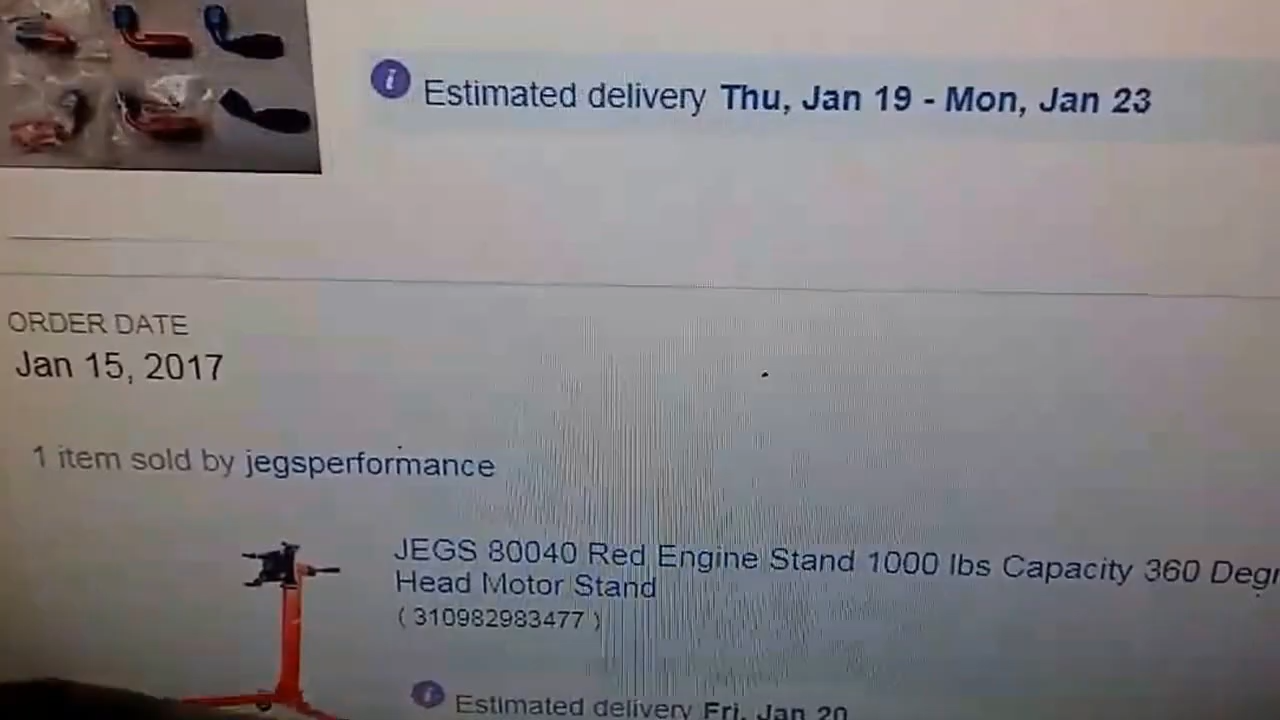 Estimated delivery Thu, Jan 19 - Mon, Jan 23
ORDER DATE
Jan 15, 2017
1 item sold by jegsperformance
JEGS 80040 Red Engine Stand 1000 lbs Capacity 360 Degr
Head Motor Stand
( 310982983477 )
Estimated delivery Fri, Jan 20